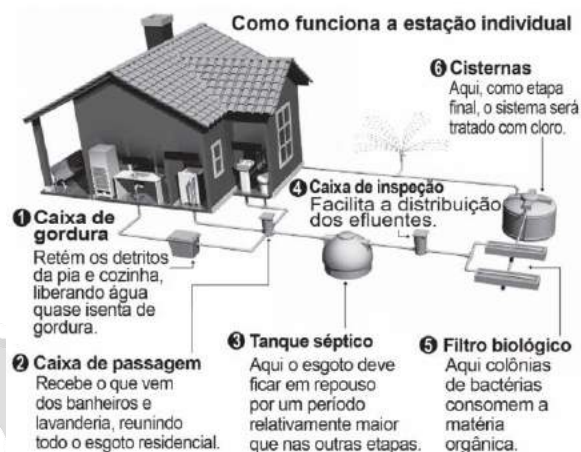 Como funciona a estação individual
❻ Cisternas
Aqui, como etapa
final, o sistema será
tratado com cloro.
❹ Caixa de inspeção
Facilita a distribuição
dos efluentes.
❶ Caixa de
gordura
Retém os detritos
da pia e cozinha,
liberando água
quase isenta de
gordura.
❷ Caixa de passagem
Recebe o que vem
dos banheiros e
lavanderia, reunindo
todo o esgoto residencial.
❸ Tanque séptico
Aqui o esgoto deve
ficar em repouso
por um período
relativamente maior
que nas outras etapas.
❺ Filtro biológico
Aqui colônias
de bactérias
consomem a
matéria
orgânica.